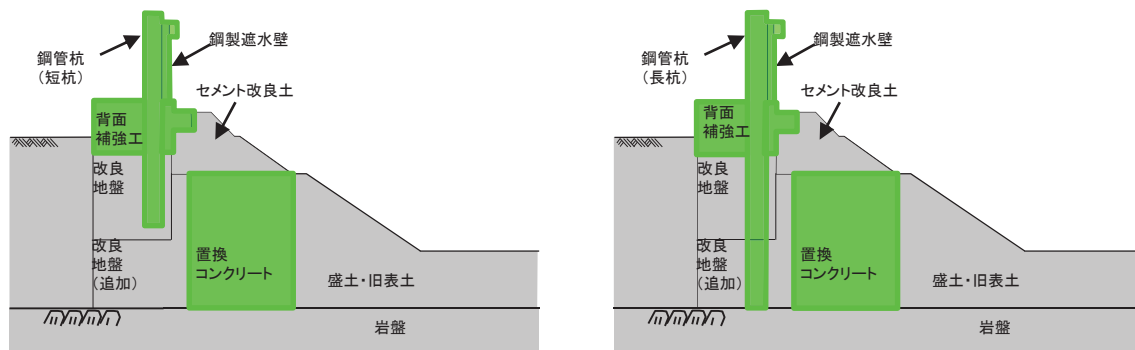 鋼管杭
(短杭)
鋼製遮水壁
セメント改良土
背面
補強工
改良
地盤
改良
地盤
(追加)
置換
コンクリート
盛土・旧表土
岩盤
鋼管杭
(長杭)
鋼製遮水壁
セメント改良土
背面
補強工
改良
地盤
改良
地盤
(追加)
置換
コンクリート
盛土・旧表土
岩盤